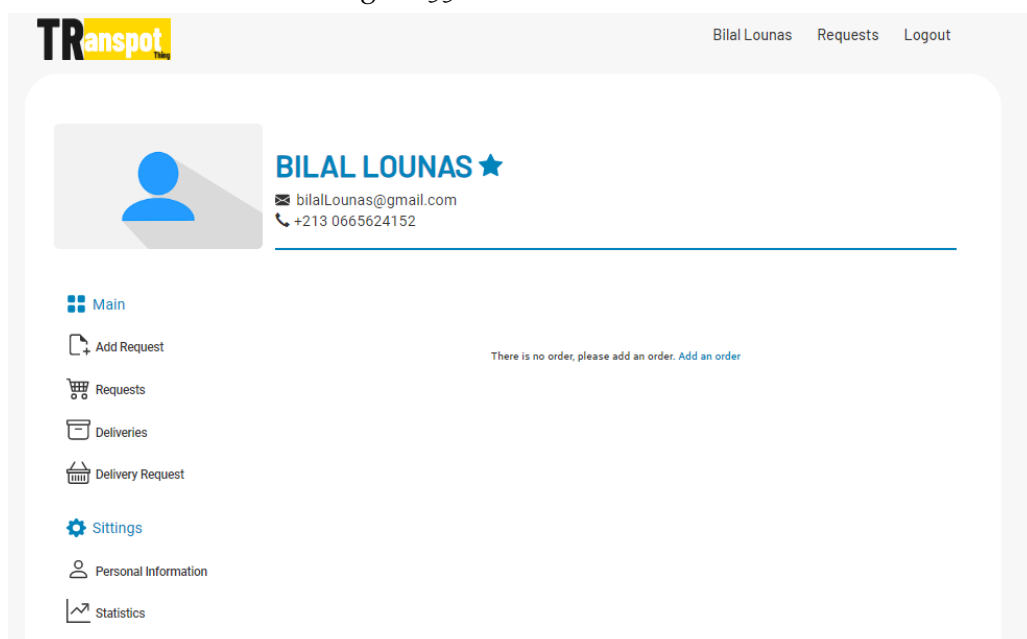 TRanspot
Thing
Bilal Lounas Requests Logout
BILAL LOUNAS
bilalLounas@gmail.com
+213 0665624152
Main
Add Request
There is no order, please add an order. Add an order
Requests
Deliveries
Delivery Request
Sittings
Personal Information
Statistics